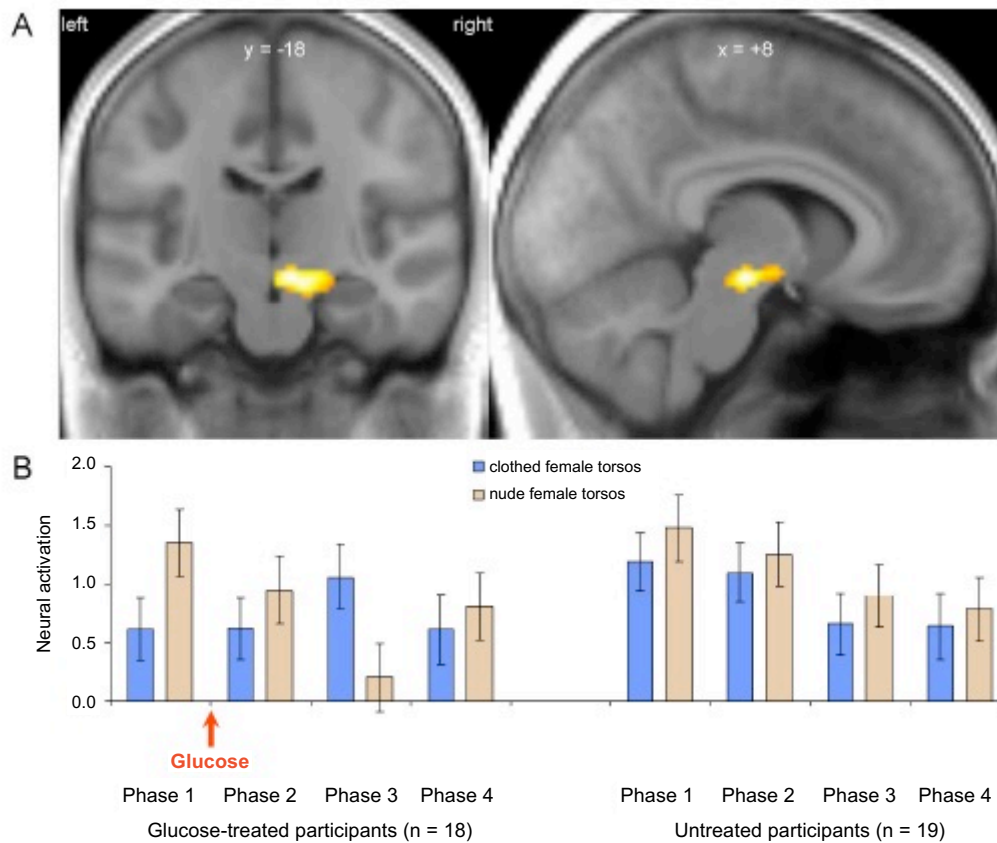 A
left
right
y = -18
x = +8
B
clothed female torsos
nude female torsos
Neural activation
2.0
1.5
1.0
0.5
0.0
Glucose
Phase 1 Phase 2 Phase 3 Phase 4 Phase 1 Phase 2 Phase 3 Phase 4
Glucose-treated participants (n = 18) Untreated participants (n = 19)